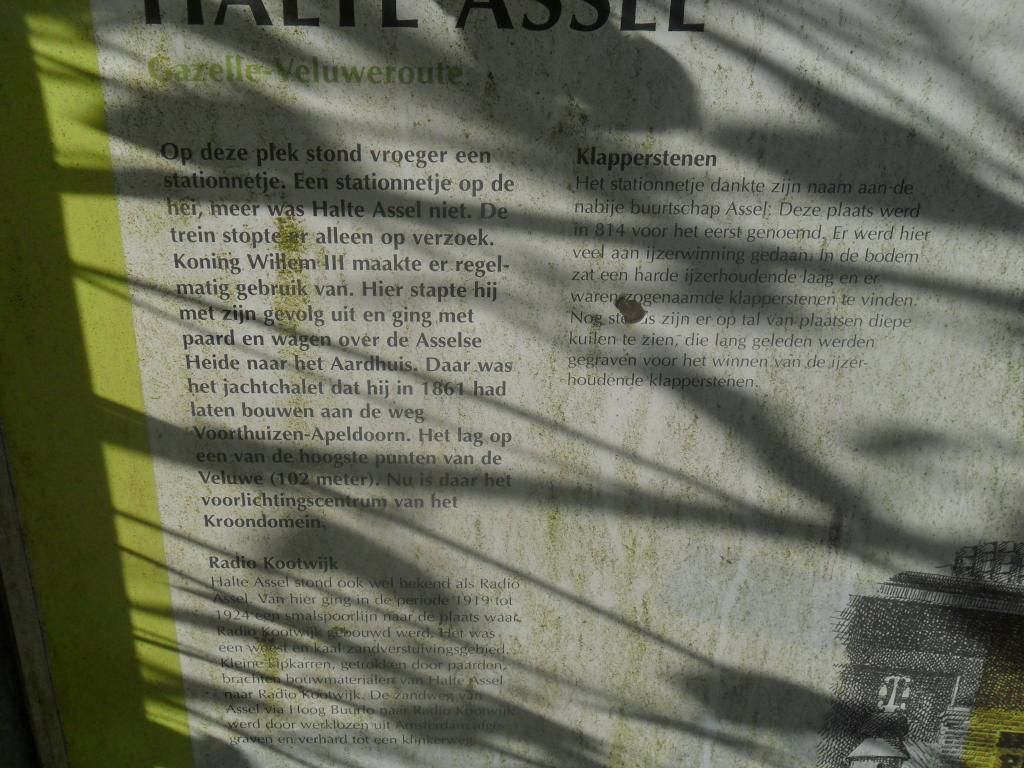 HALTE ASSEL
Gazelle-Veluweroute
Op deze plek stond vroeger een
stationnetje. Een stationnetje op de
hei, meer was Halte Assel niet. De
trein stopte er alleen op verzoek.
Koning Willem III maakte er regel-
matig gebruik van. Hier stapte hij
met zijn gevolg uit en ging met
paard en wagen over de Asselse
Heide naar het Aardhuis. Daar was
het jachtchalet dat hij in 1861 had
laten bouwen aan de weg
Voorthuizen-Apeldoorn. Het lag op
een van de hoogste punten van de
Veluwe (102 meter). Nu is daar het
voorlichtingscentrum van het
Kroondomein.
Radio Kootwijk
Halte Assel stond ook wel bekend als Radio
Assel. Van hier ging in de periode 1919 tot
1924 een smalspoorlijn naar de plaats waar
Radio Kootwijk gebouwd werd. Het was
een woest en kaal zandverstuivingsgebied.
Kleine kipkarren, getrokken door paarden,
brachten bouwmaterialen van Halte Assel
naar Radio Kootwijk. De zandweg van
Assel via Hoog Buurlo naar Radio Kootwijk
werd door werklozen uit Amsterdam afge-
graven en verhard tot een klinkerweg.
Klapperstenen
Het stationnetje dankte zijn naam aan de
nabije buurtschap Assel. Deze plaats werd
in 814 voor het eerst genoemd. Er werd hier
veel aan ijzerwinning gedaan. In de bodem
zat een harde ijzerhoudende laag en er
waren zogenaamde klapperstenen te vinden.
Nog zijn er op tal van plaatsen diepe
kuilen te zien, die lang geleden werden
gegraven voor het winnen van de ijzer-
houdende klapperstenen.
T